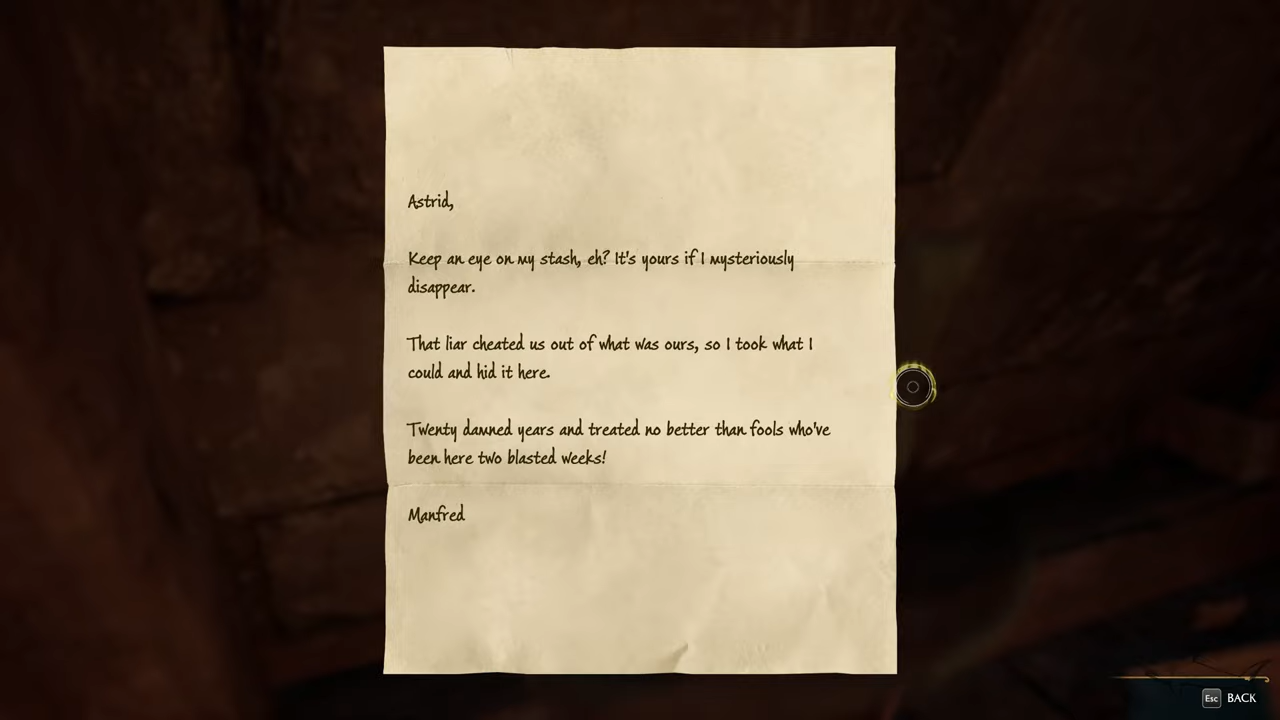 Astrid,
Keep an eye on my stash, eh? It's yours if I mysteriously
disappear.
That liar cheated us out of what was ours, so I took what I
could and hid it here.
Twenty damned years and treated no better than fools who've
been here two blasted weeks!
Manfred
Esc BACK